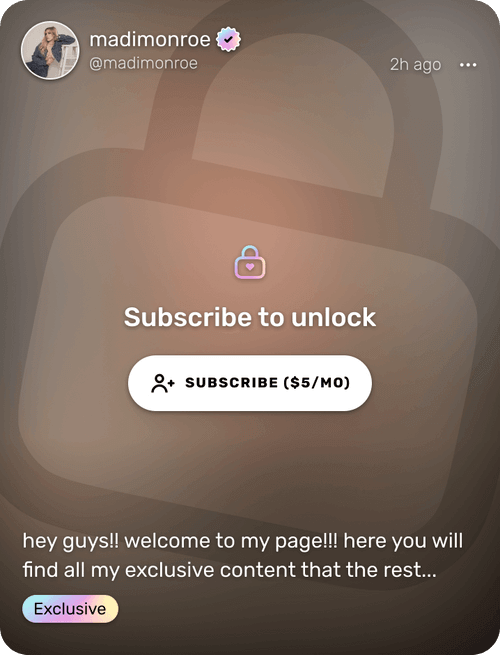 madimonroe
@madimonroe
2h ago
Subscribe to unlock
SUBSCRIBE ($5/MO)
hey guys!! welcome to my page!!! here you will
find all my exclusive content that the rest...
Exclusive